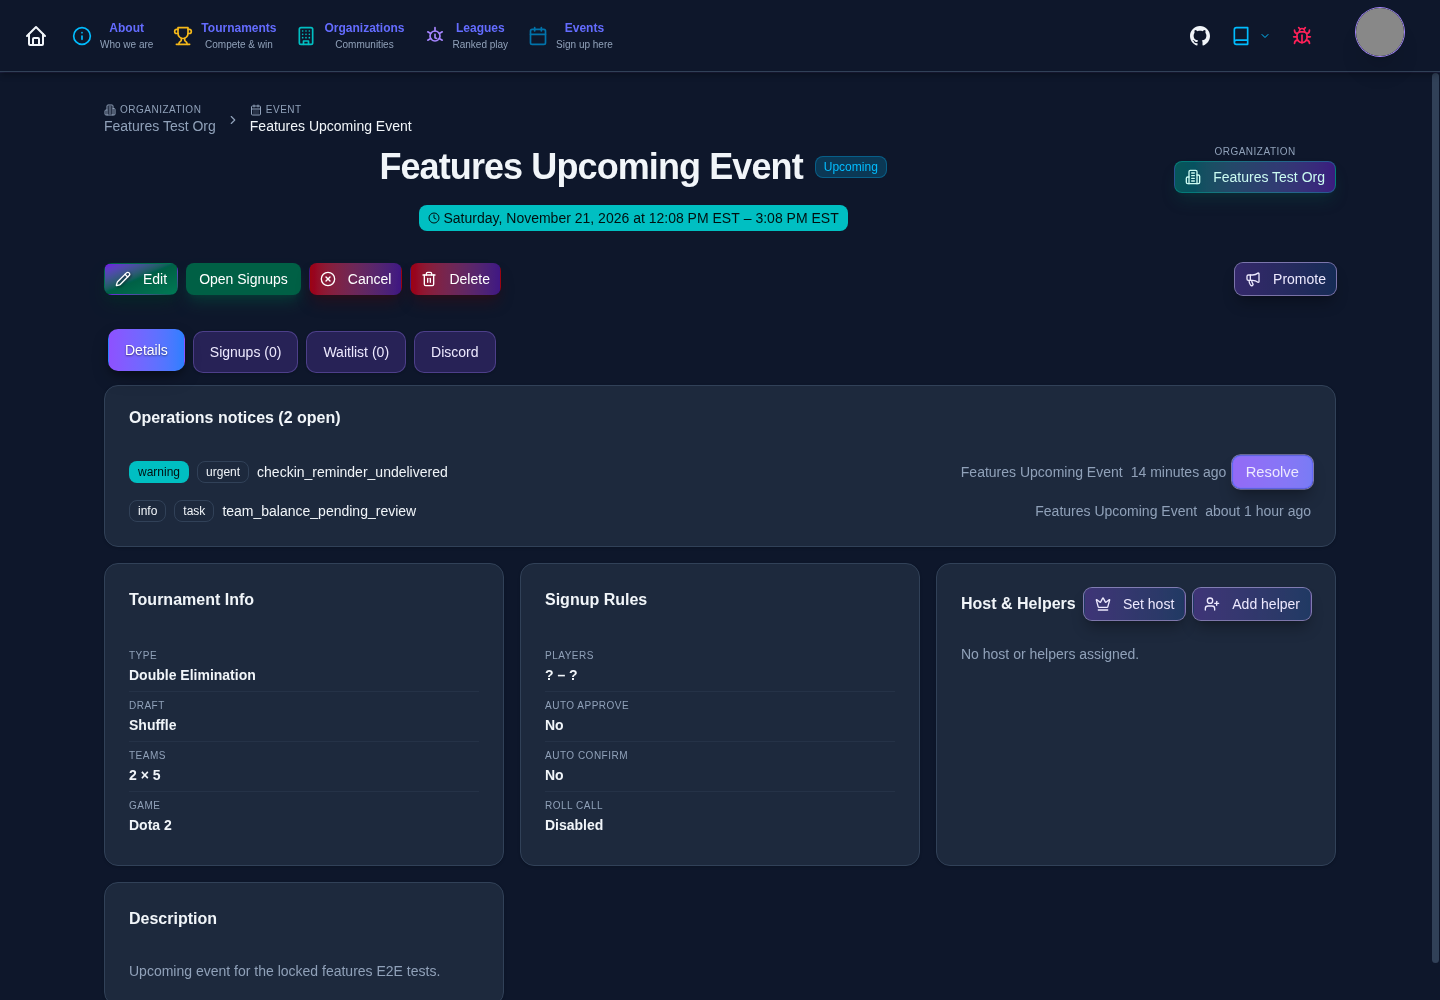 About
Who we are
Tournaments
Compete & win
Organizations
Communities
Leagues
Ranked play
Events
Sign up here
ORGANIZATION
Features Test Org
EVENT
Features Upcoming Event
Features Upcoming Event Upcoming
ORGANIZATION
Features Test Org
Saturday, November 21, 2026 at 12:08 PM EST – 3:08 PM EST
Edit Open Signups Cancel Delete Promote
Details Signups (0) Waitlist (0) Discord
Operations notices (2 open)
warning urgent checkin_reminder_undelivered Features Upcoming Event 14 minutes ago Resolve
info task team_balance_pending_review Features Upcoming Event about 1 hour ago
Tournament Info
TYPE
Double Elimination
DRAFT
Shuffle
TEAMS
2 × 5
GAME
Dota 2
Signup Rules
PLAYERS
? – ?
AUTO APPROVE
No
AUTO CONFIRM
No
ROLL CALL
Disabled
Host & Helpers Set host Add helper
No host or helpers assigned.
Description
Upcoming event for the locked features E2E tests.